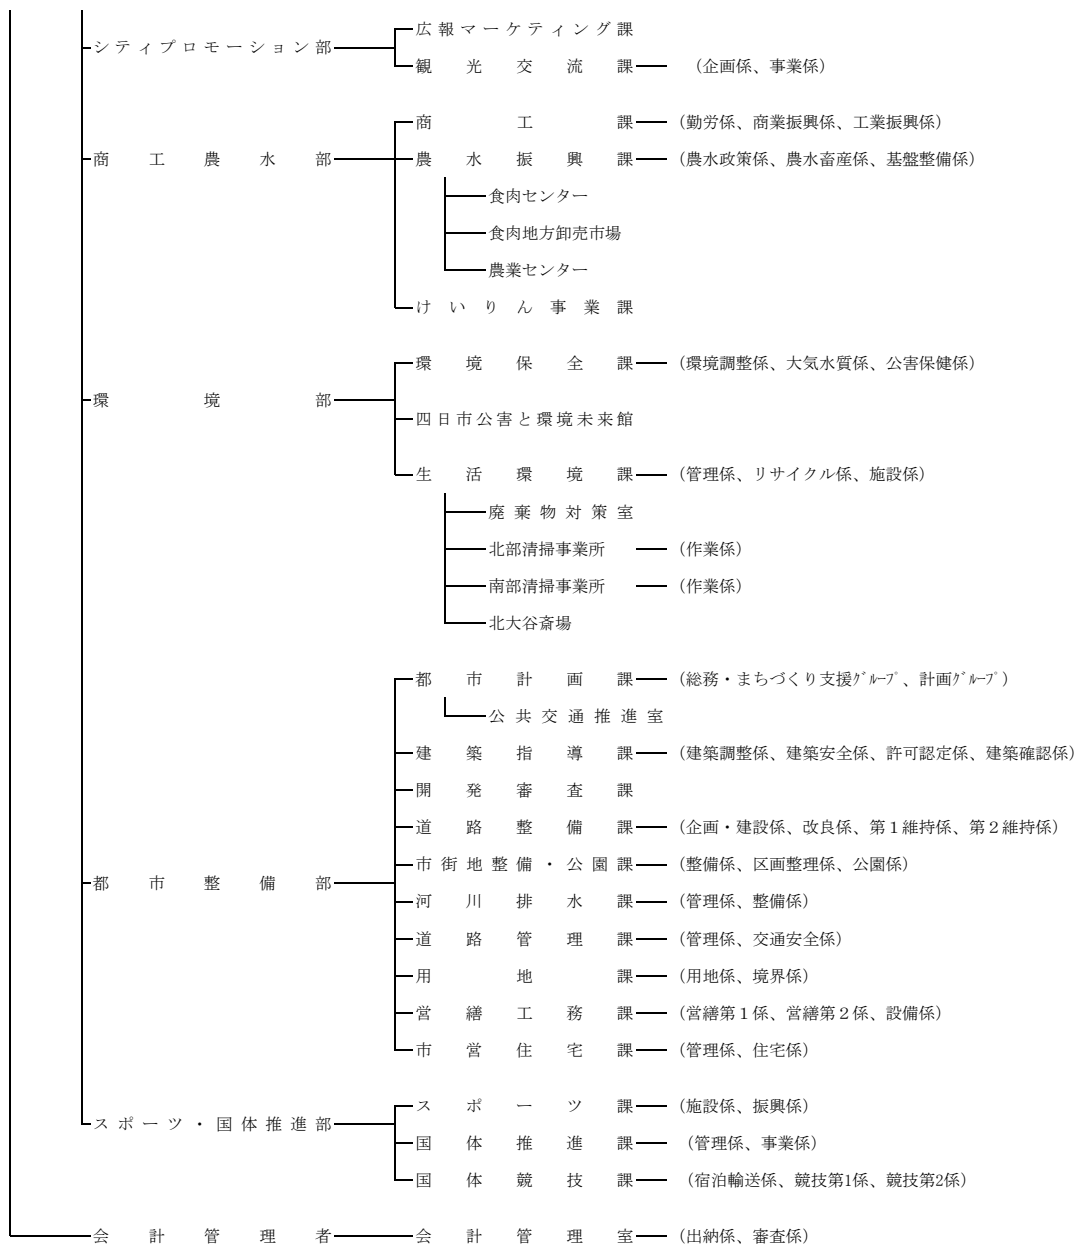 広報マーケティング課
シティプロモーション部
観光交流課 (企画係、事業係)
商工課 (勤労係、商業振興係、工業振興係)
商工農水部 農水振興課 (農水政策係、農水畜産係、基盤整備係)
食肉センター
食肉地方卸売市場
農業センター
けいりん事業課
環境保全課 (環境調整係、大気水質係、公害保健係)
環境部
四日市公害と環境未来館
生活環境課 (管理係、リサイクル係、施設係)
廃棄物対策室
北部清掃事業所 (作業係)
南部清掃事業所 (作業係)
北大谷斎場
都市計画課 (総務・まちづくり支援ｸﾞﾙｰﾌﾟ、計画ｸﾞﾙｰﾌﾟ)
公共交通推進室
建築指導課 (建築調整係、建築安全係、許可認定係、建築確認係)
開発審査課
道路整備課 (企画・建設係、改良係、第１維持係、第２維持係)
市街地整備・公園課 (整備係、区画整理係、公園係)
都市整備部
河川排水課 (管理係、整備係)
道路管理課 (管理係、交通安全係)
用地課 (用地係、境界係)
営繕工務課 (営繕第１係、営繕第２係、設備係)
市営住宅課 (管理係、住宅係)
スポーツ課 (施設係、振興係)
スポーツ・国体推進部
国体推進課 (管理係、事業係)
国体競技課 (宿泊輸送係、競技第1係、競技第2係)
会計管理者 会計管理室 (出納係、審査係)